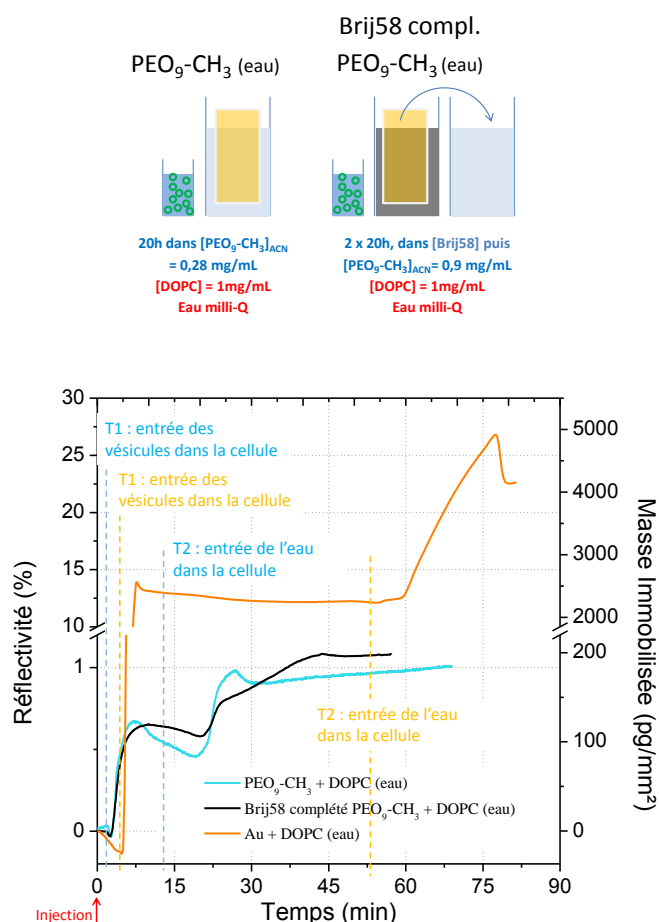 Brij58 compl.
PEO₉-CH₃ (eau)
PEO₉-CH₃ (eau)
20h dans [PEO₉-CH₃]ACN
= 0,28 mg/mL
[DOPC] = 1mg/mL
Eau milli-Q
2 x 20h, dans [Brij58] puis
[PEO₉-CH₃]ACN= 0,9 mg/mL
[DOPC] = 1mg/mL
Eau milli-Q
Réflectivité (%)
30
25
20
15
10
1
0
T1 : entrée des
vésicules dans la cellule
T1 : entrée des
vésicules dans la cellule
T2 : entrée de l'eau
dans la cellule
T2 : entrée de l'eau
dans la cellule
PEO₉-CH₃ + DOPC (eau)
Brij58 complété PEO₉-CH₃ + DOPC (eau)
Au + DOPC (eau)
5000
4000
3000
2000
200
100
0
Masse Immobilisée (pg/mm²)
0 15 30 45 60 75 90
Injection
Temps (min)